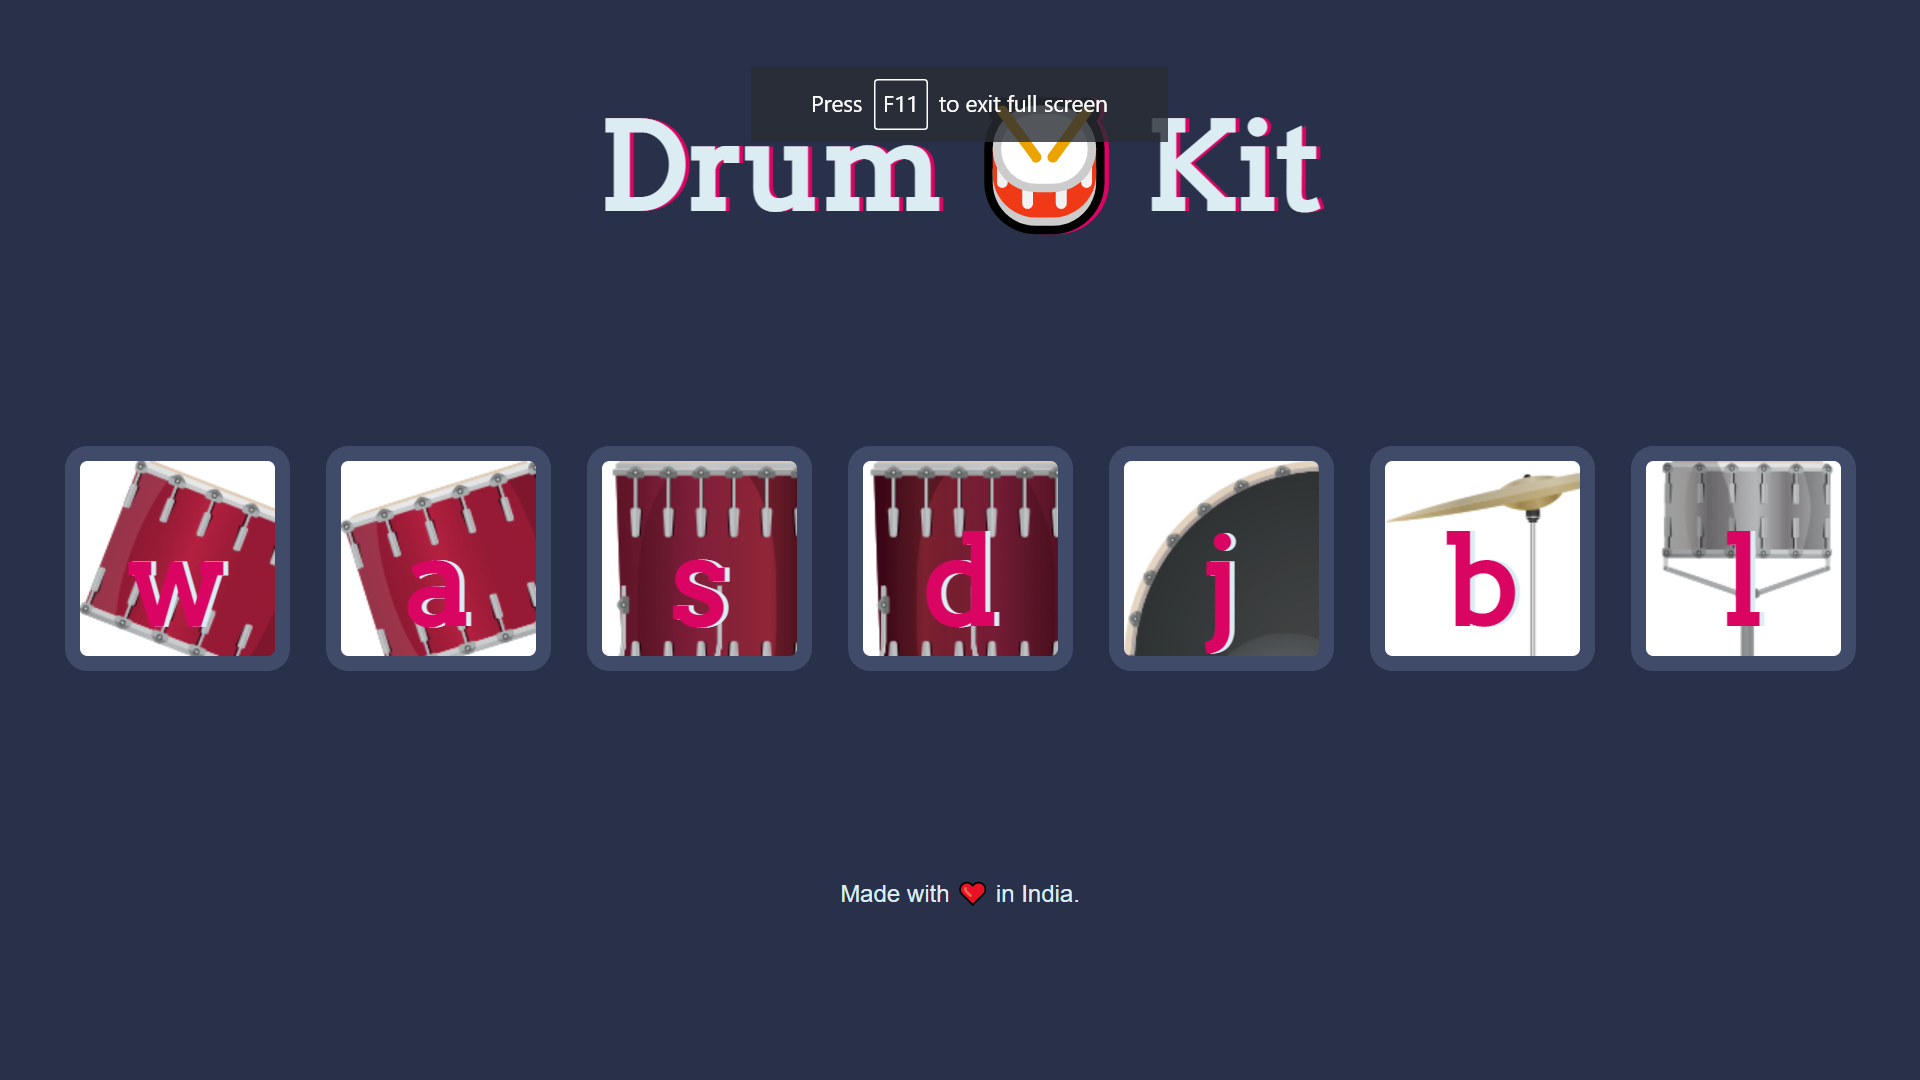 Press F11 to exit full screen
Drum 🥁 Kit
w a s d j b l
Made with ❤️ in India.